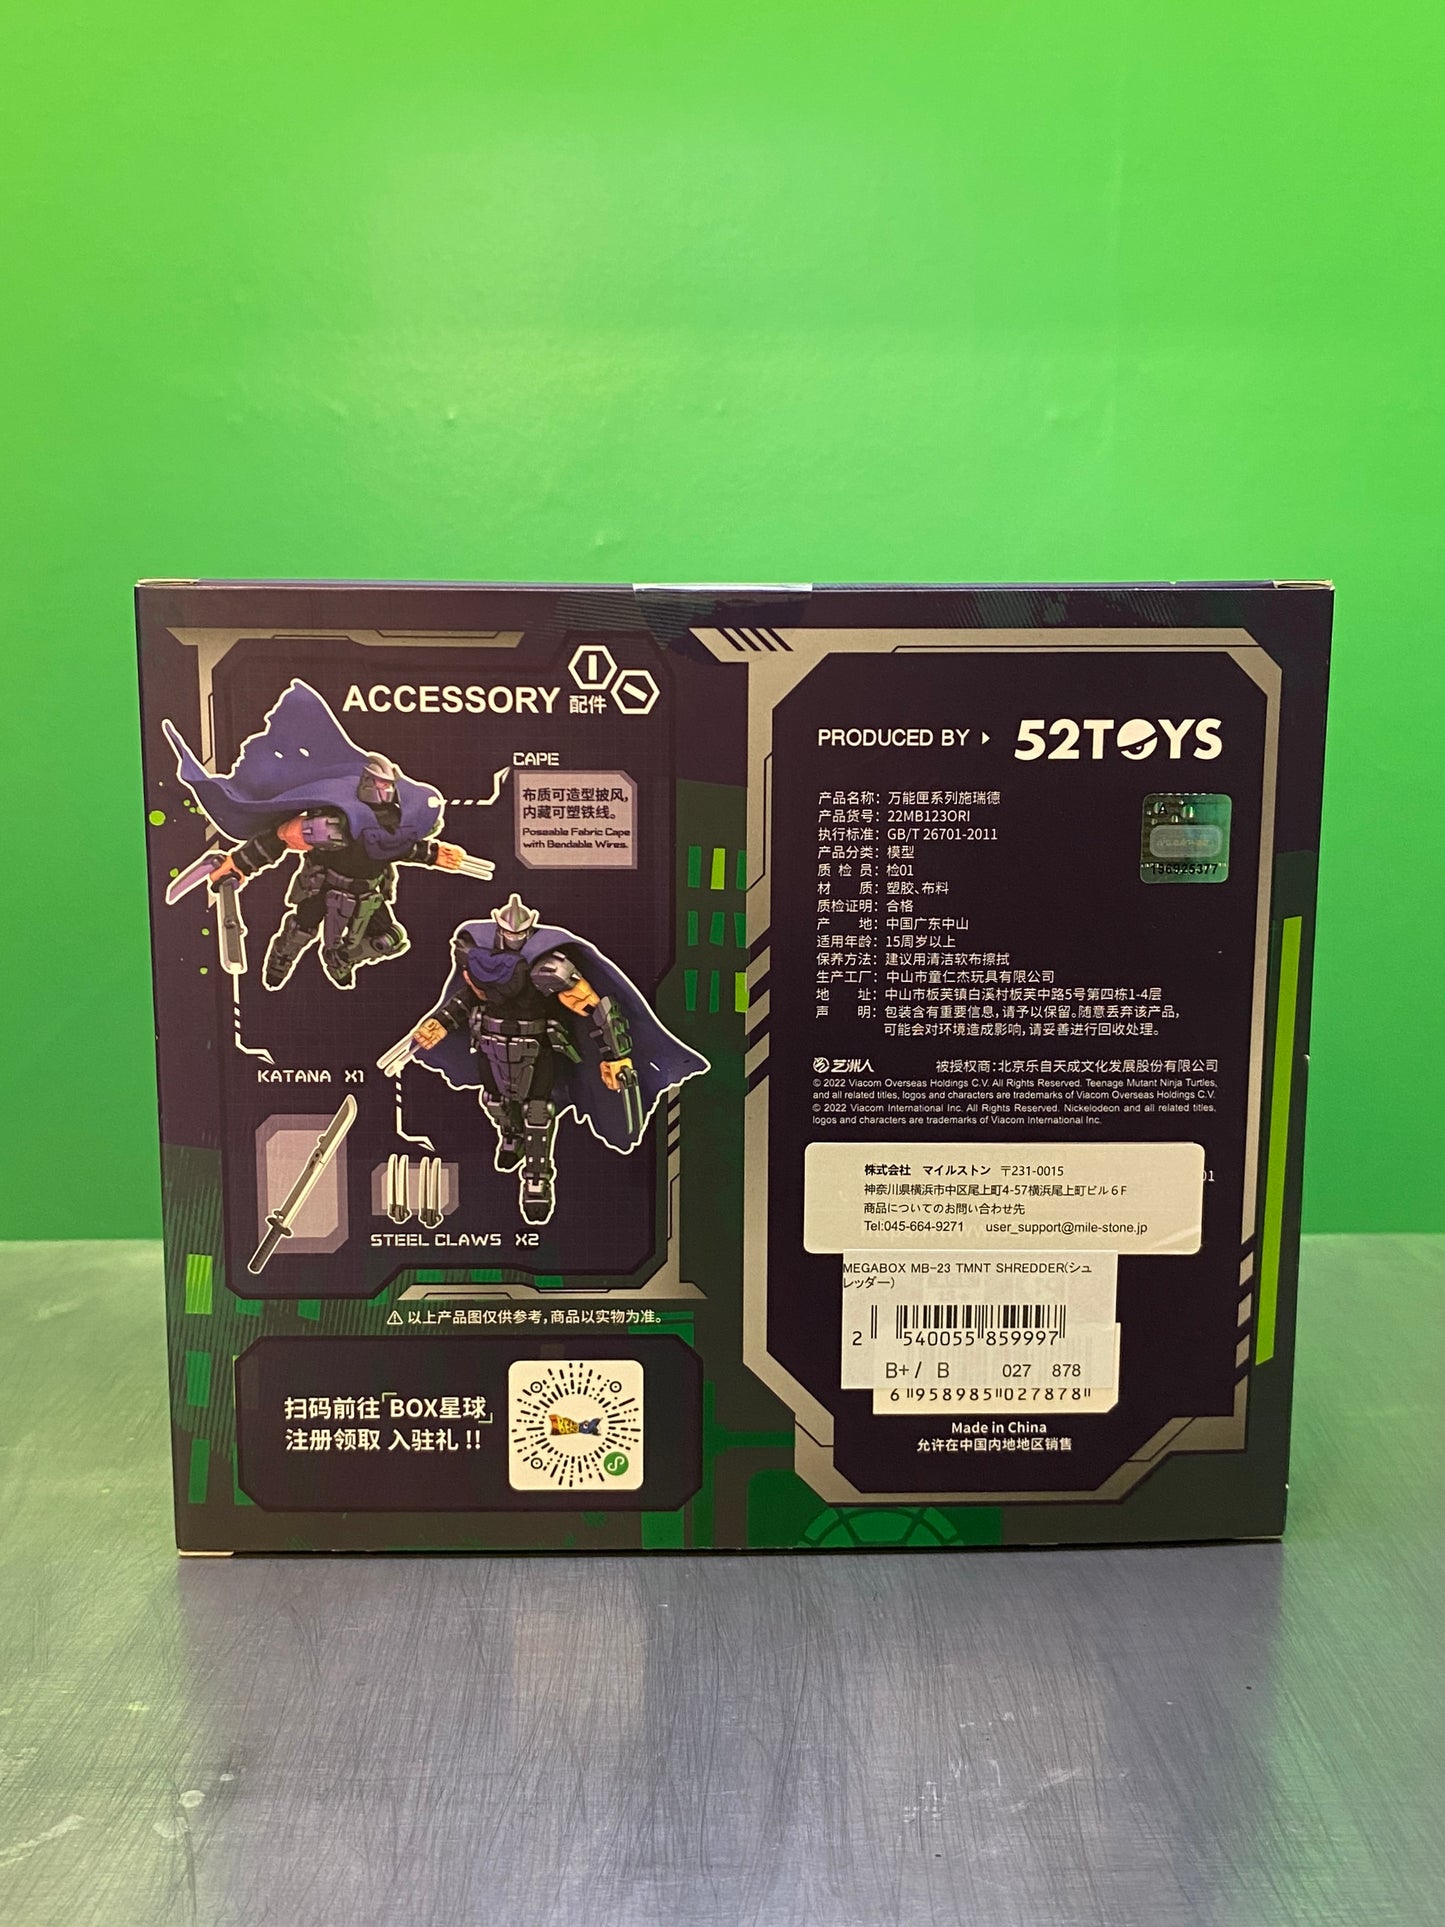 ACCESSORY 配件
CAPE
布质可造型披风,
内藏可塑铁线。
Poseable Fabric Cape
with Bendable Wires.
KATANA X1
STEEL CLAWS X2
⚠ 以上产品图仅供参考,商品以实物为准。
扫码前往「BOX星球」
注册领取 入驻礼 !!
PRODUCED BY 52TOYS
产品名称: 万能匣系列施瑞德
产品货号: 22MB123ORI
执行标准: GB/T 26701-2011
产品分类: 模型
质 检 员: 检01
材 质: 塑胶、布料
质检证明: 合格
产 地: 中国广东中山
适用年龄: 15周岁以上
保养方法: 建议用清洁软布擦拭
生产工厂: 中山市童仁杰玩具有限公司
地 址: 中山市板芙镇白溪村板芙中路5号第四栋1-4层
声 明: 包装含有重要信息,请予以保留。随意丢弃该产品,
可能会对环境造成影响,请妥善进行回收处理。
196925377
艺洲人 被授权商:北京乐自天成文化发展股份有限公司
© 2022 Viacom Overseas Holdings C.V. All Rights Reserved. Teenage Mutant Ninja Turtles,
and all related titles, logos and characters are trademarks of Viacom Overseas Holdings C.V.
© 2022 Viacom International Inc. All Rights Reserved. Nickelodeon and all related titles,
logos and characters are trademarks of Viacom International Inc.
01
株式会社 マイルストン 〒231-0015
神奈川県横浜市中区尾上町4-57横浜尾上町ビル6F
商品についてのお問い合わせ先
Tel:045-664-9271 user_support@mile-stone.jp
MEGABOX MB-23 TMNT SHREDDER(シュ
レッダー)
2 540055 859997
B+/ B 027 878
6 958985 027878
Made in China
允许在中国内地地区销售